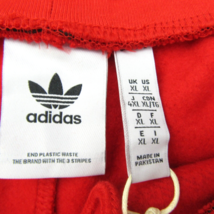 adidas
END PLASTIC WASTE
THE BRAND WITH THE 3 STRIPES
UK US
XL XL
J CDN
4XL XL/TG
D F
XL XL
E I
XL XL
MADE IN
PAKISTAN